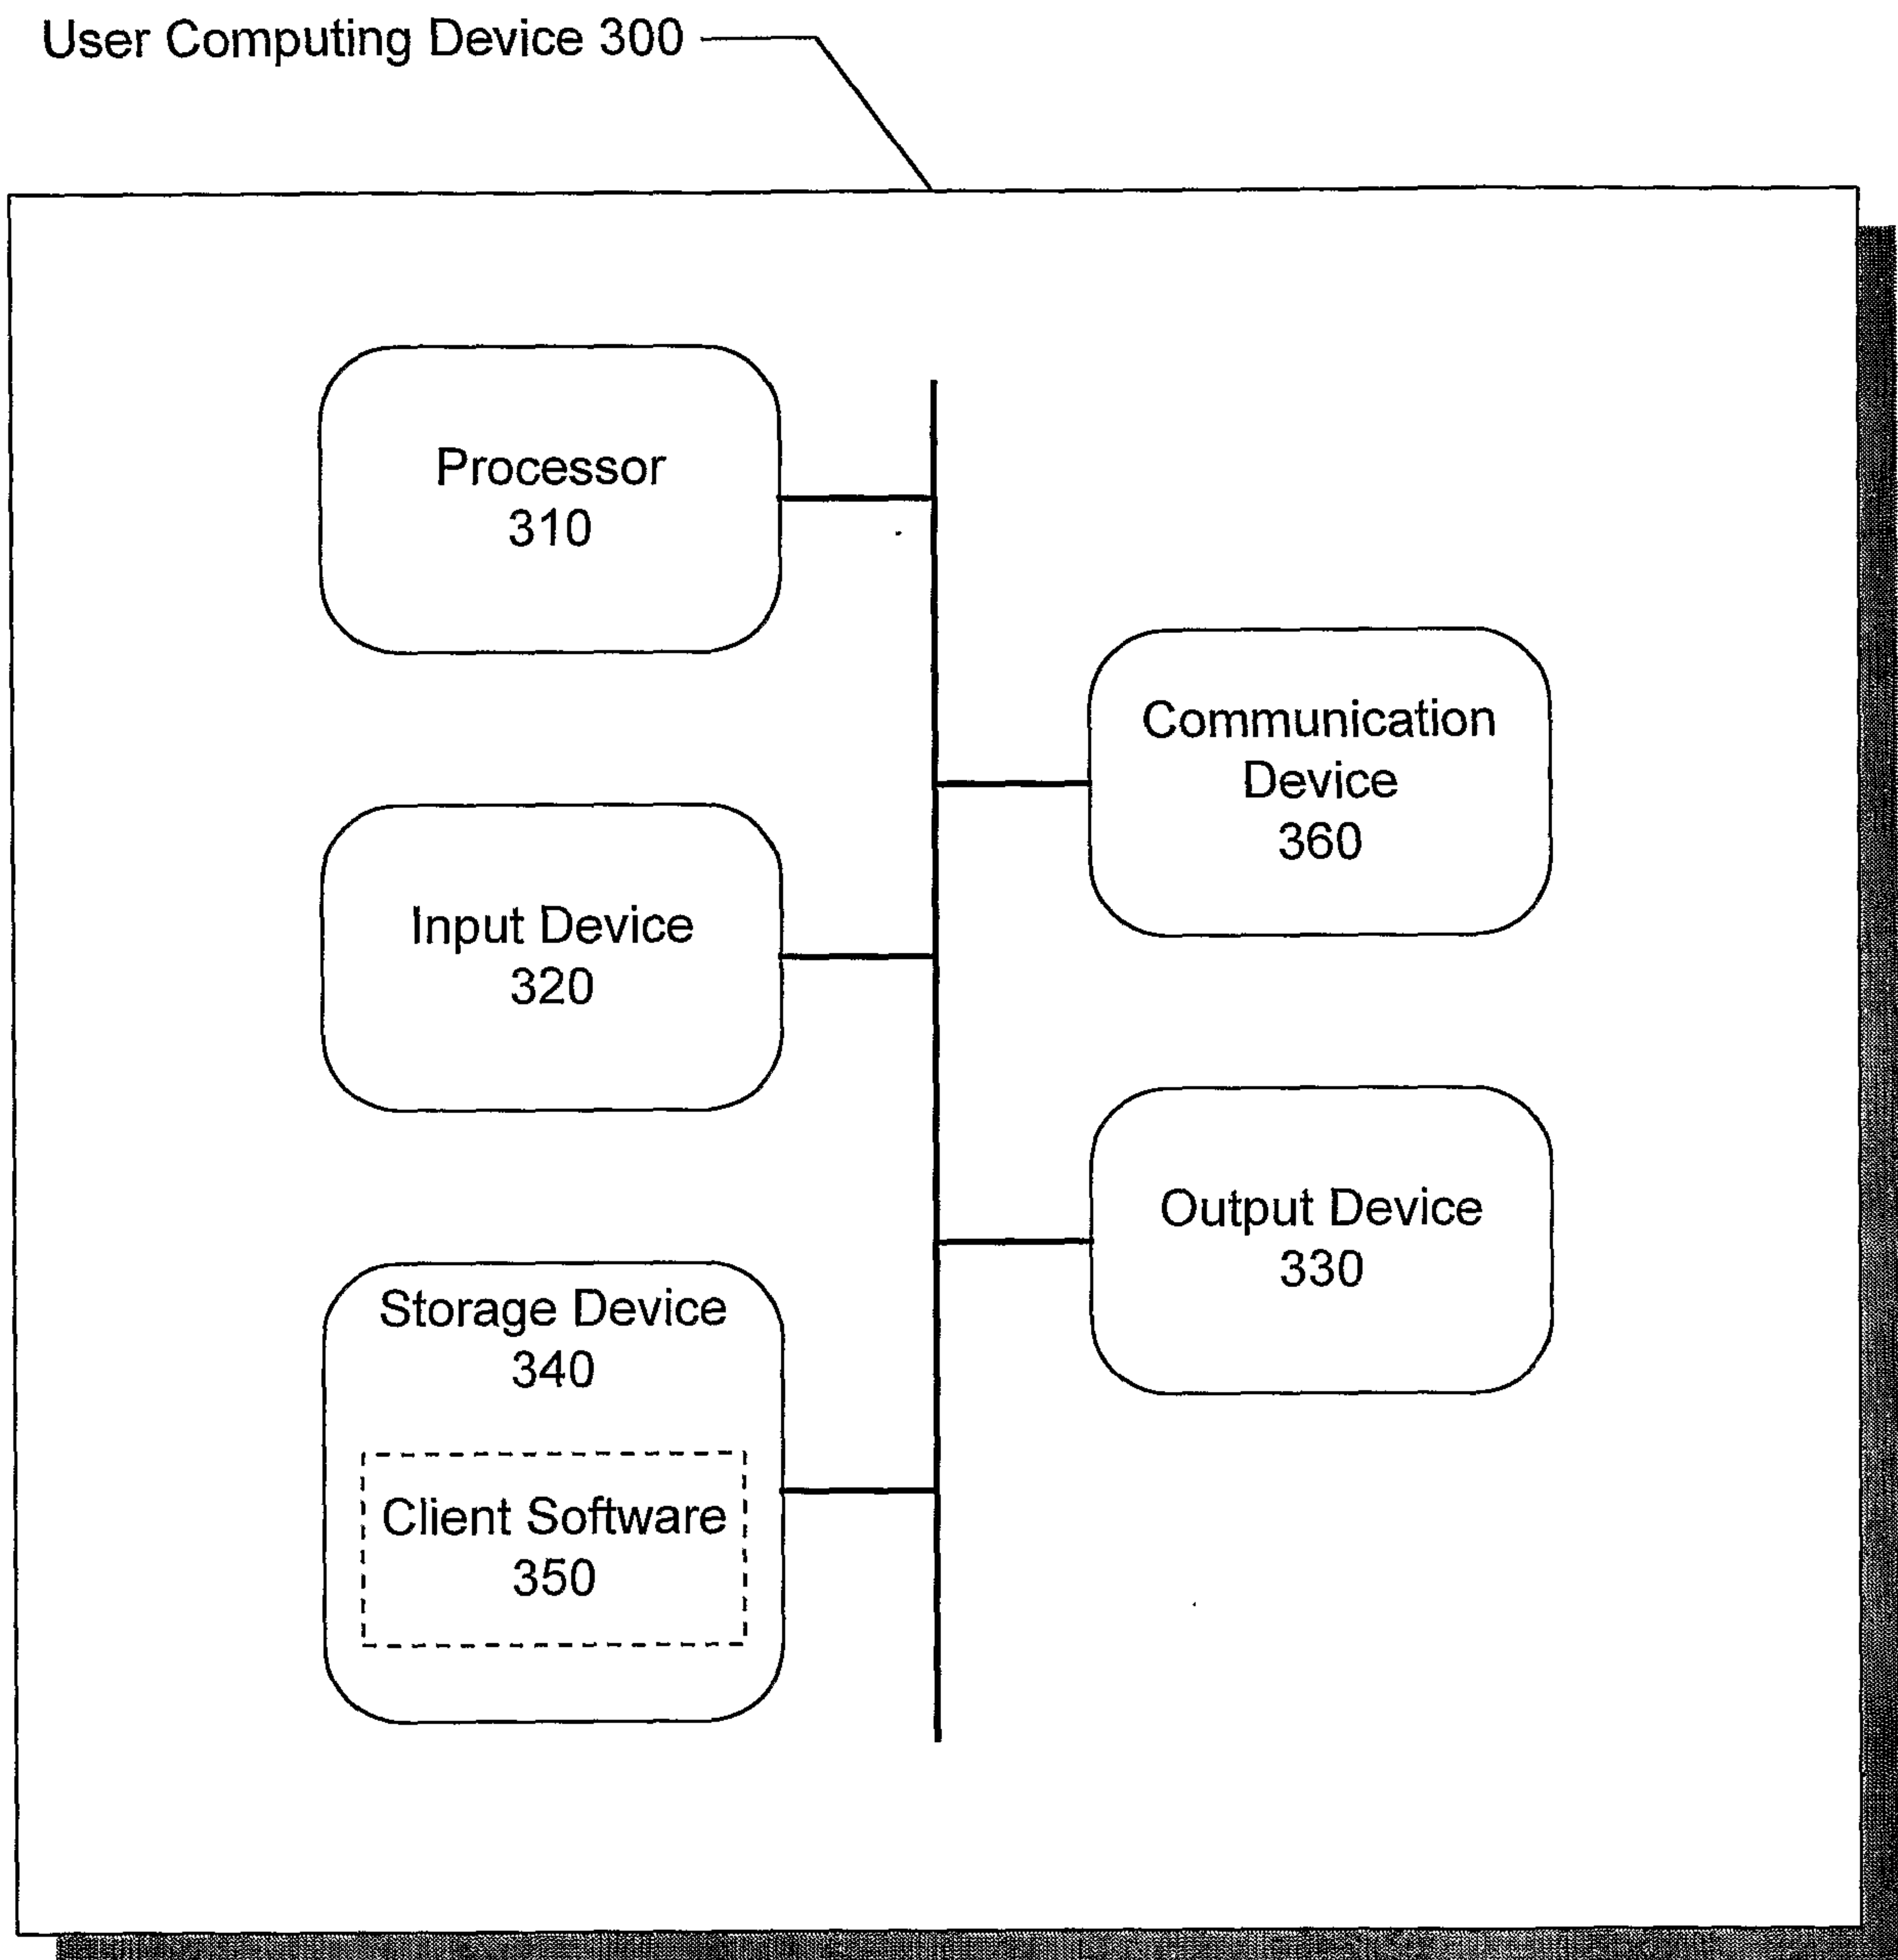 User Computing Device 300
Processor
310
Communication
Device
360
Input Device
320
Output Device
330
Storage Device
340
Client Software
350